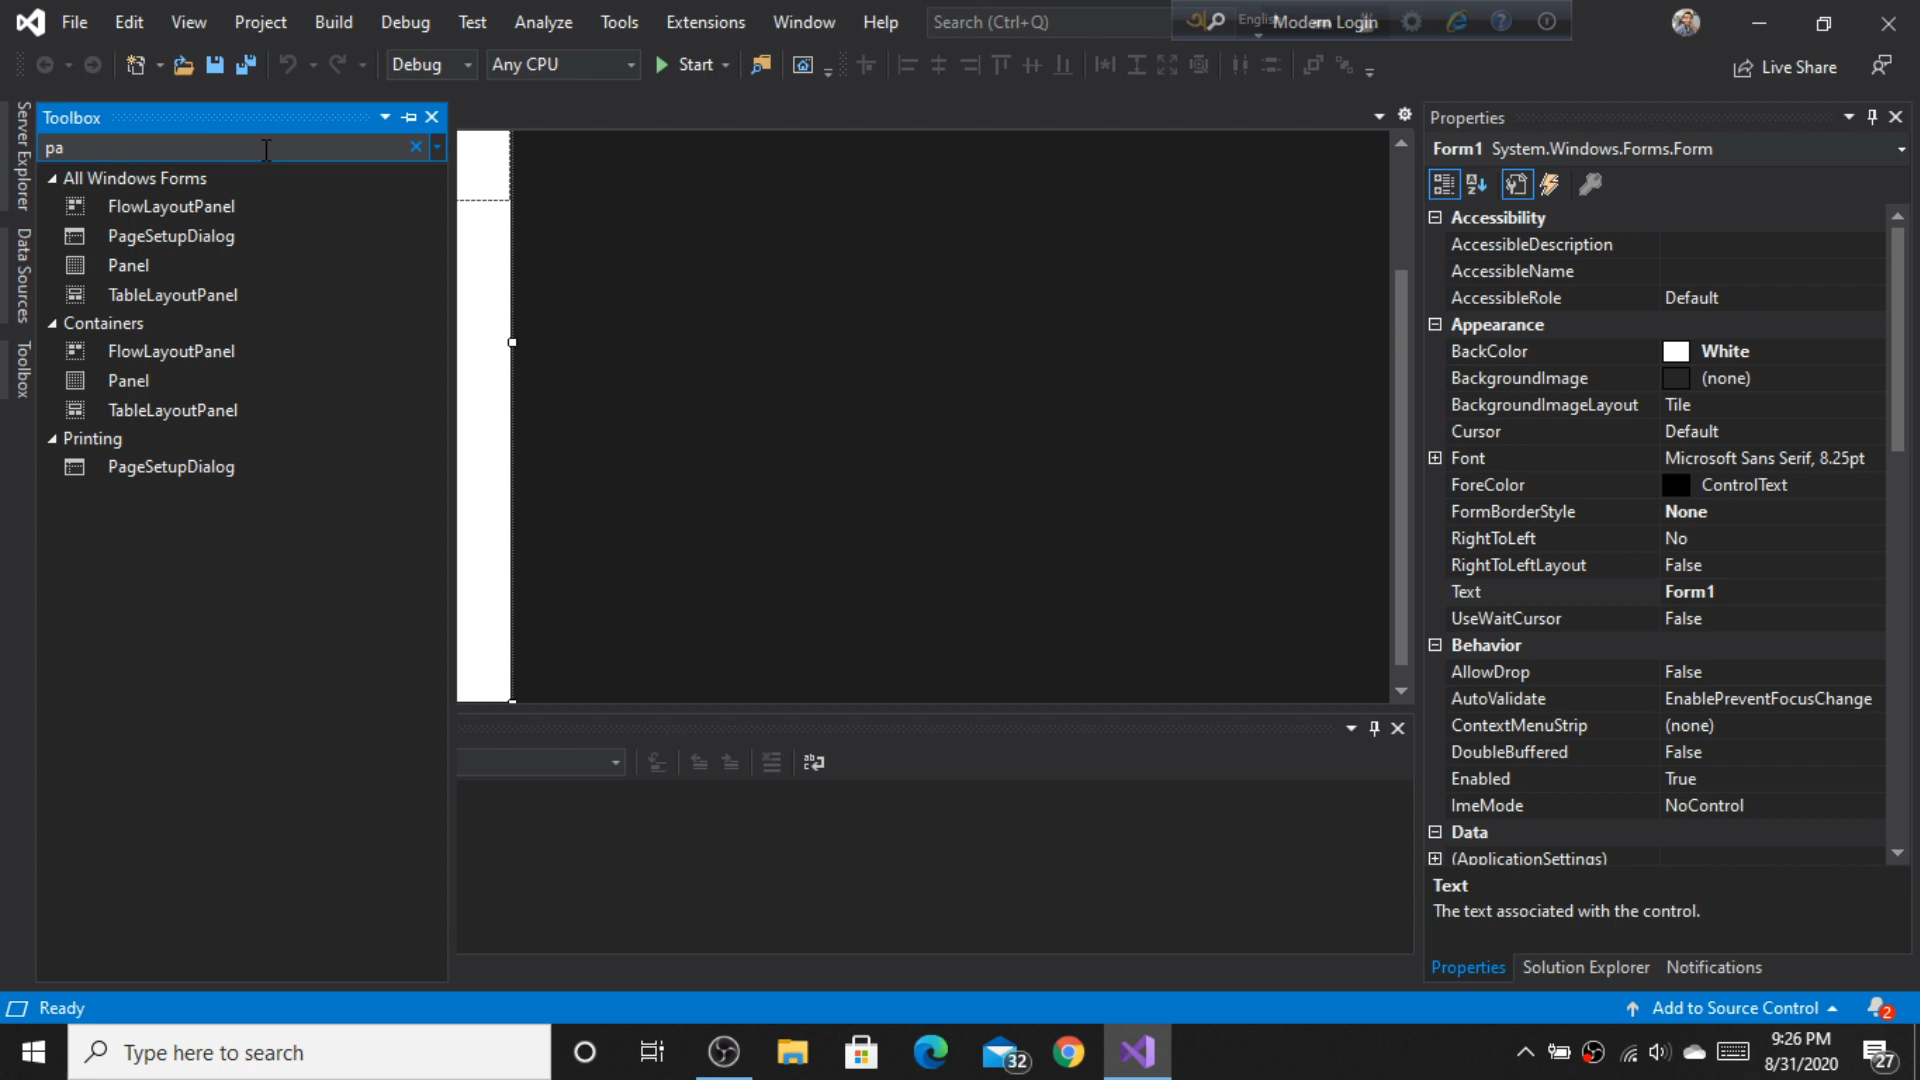 File Edit View Project Build Debug Test Analyze Tools Extensions Window Help Search (Ctrl+Q) English Modern Login
Debug Any CPU Start Live Share
Server Explorer
Data Sources
Toolbox
Toolbox
pa
All Windows Forms
FlowLayoutPanel
PageSetupDialog
Panel
TableLayoutPanel
Containers
FlowLayoutPanel
Panel
TableLayoutPanel
Printing
PageSetupDialog
Properties
Form1 System.Windows.Forms.Form
Accessibility
AccessibleDescription
AccessibleName
AccessibleRole Default
Appearance
BackColor White
BackgroundImage (none)
BackgroundImageLayout Tile
Cursor Default
Font Microsoft Sans Serif, 8.25pt
ForeColor ControlText
FormBorderStyle None
RightToLeft No
RightToLeftLayout False
Text Form1
UseWaitCursor False
Behavior
AllowDrop False
AutoValidate EnablePreventFocusChange
ContextMenuStrip (none)
DoubleBuffered False
Enabled True
ImeMode NoControl
Data
(ApplicationSettings)
Text
The text associated with the control.
Properties Solution Explorer Notifications
Ready Add to Source Control 2
Type here to search 32
9:26 PM
8/31/2020
27